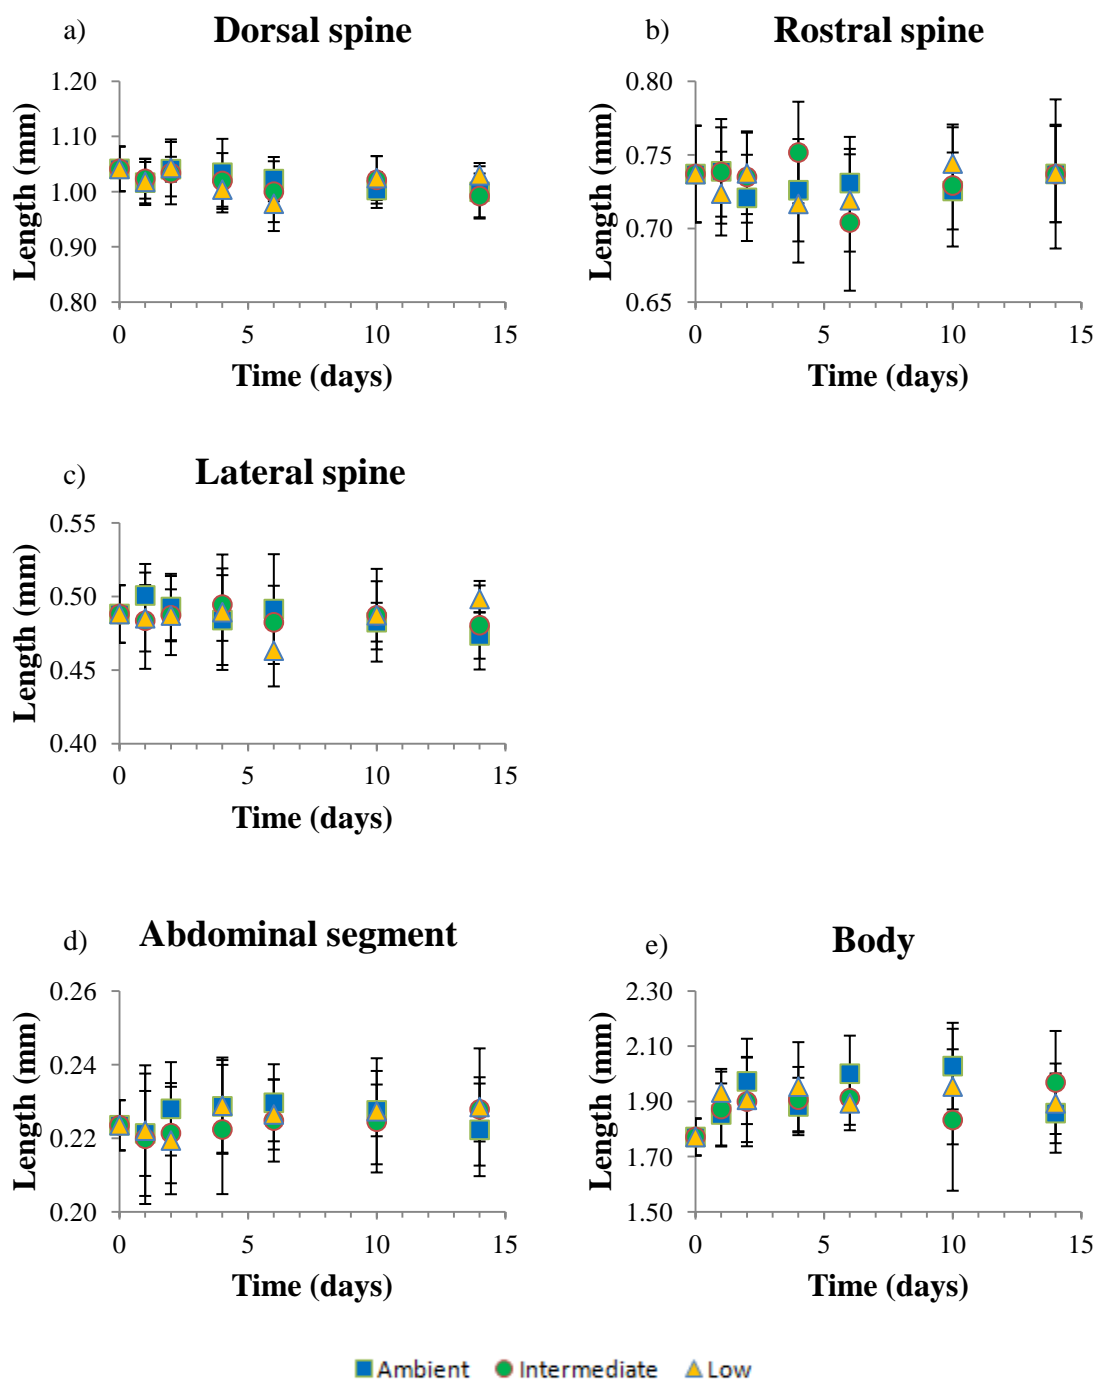 a) Dorsal spine
1.20
1.10
1.00
0.90
0.80
Length (mm)
0 5 10 15
Time (days)
b) Rostral spine
0.80
0.75
0.70
0.65
Length (mm)
0 5 10 15
Time (days)
c) Lateral spine
0.55
0.50
0.45
0.40
Length (mm)
0 5 10 15
Time (days)
d) Abdominal segment
0.26
0.24
0.22
0.20
Length (mm)
0 5 10 15
Time (days)
e) Body
2.30
2.10
1.90
1.70
1.50
Length (mm)
0 5 10 15
Time (days)
Ambient Intermediate Low